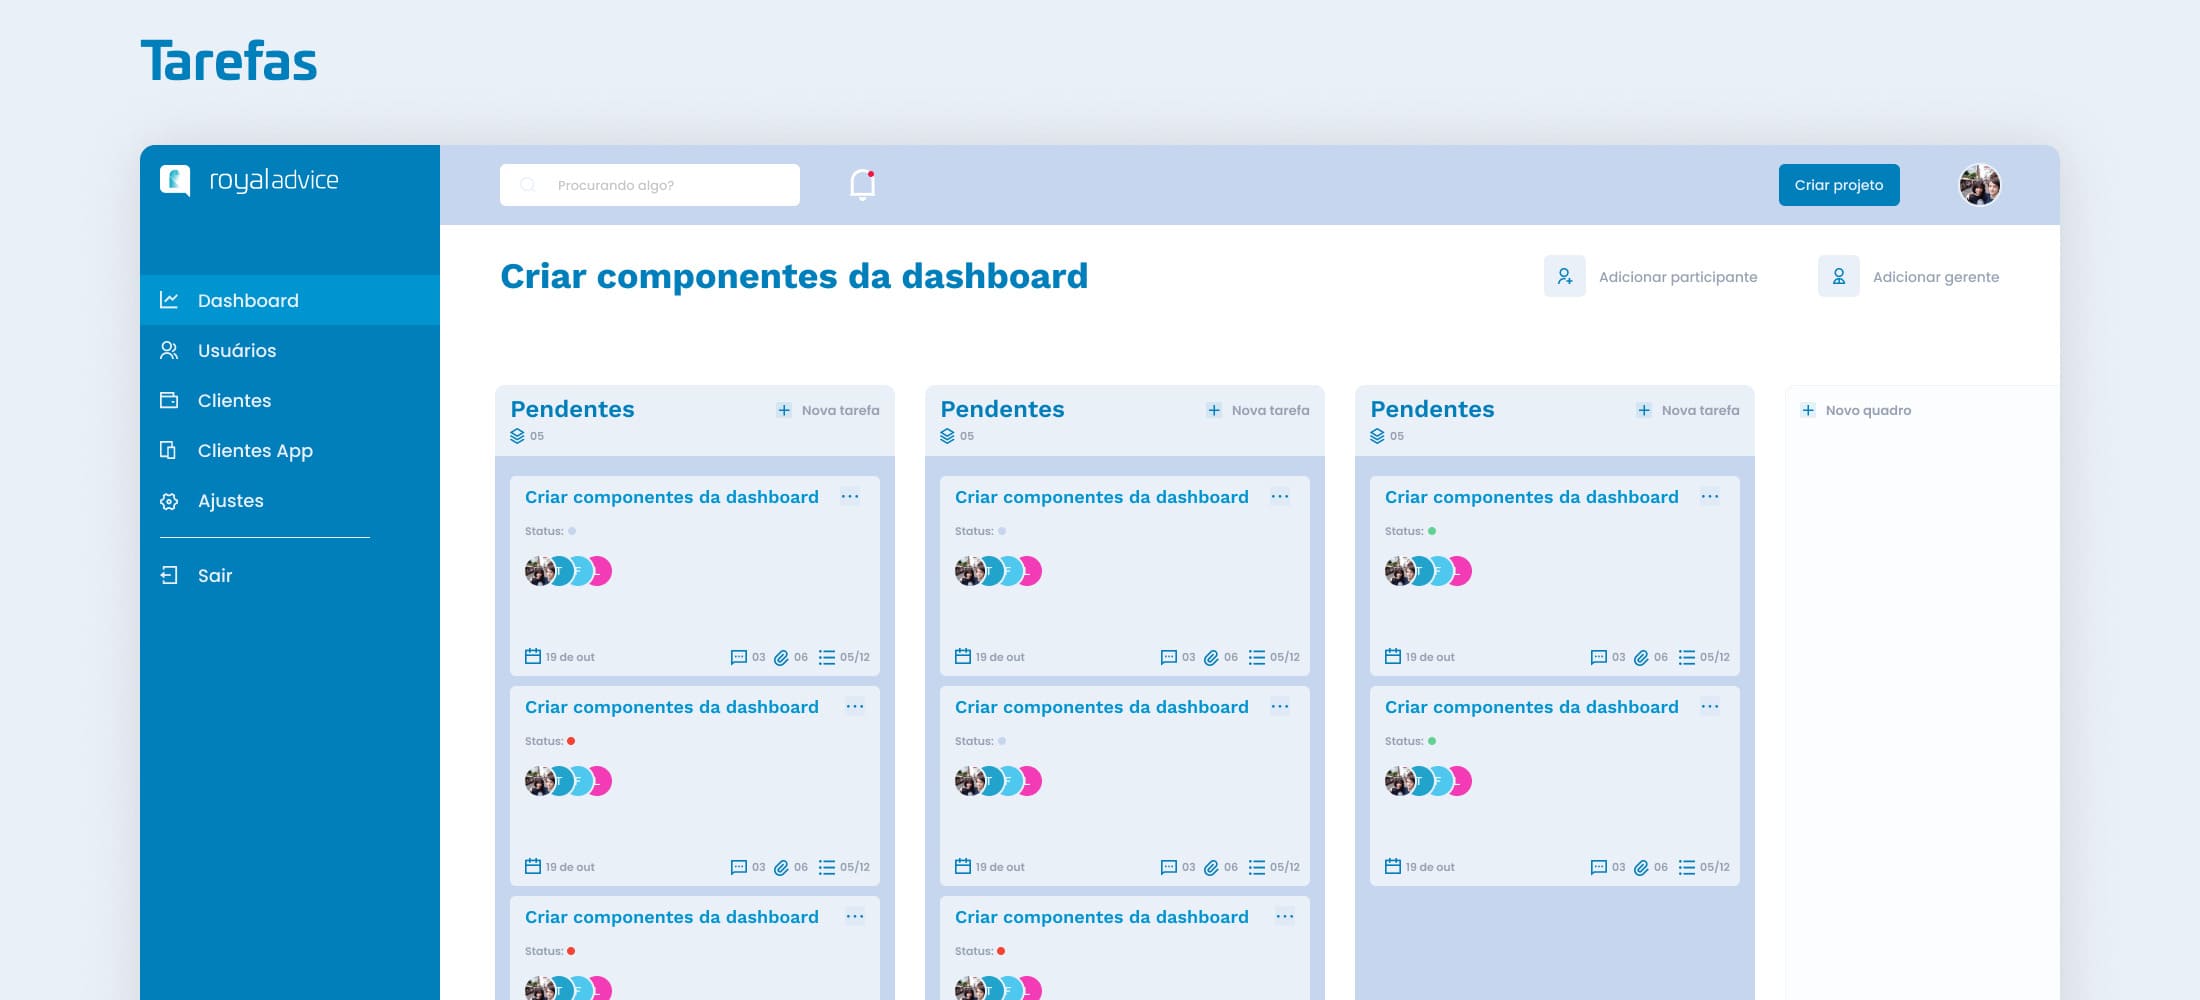 Tarefas
royaladvice
Procurando algo?
Criar projeto
Dashboard
Usuários
Clientes
Clientes App
Ajustes
Sair
Criar componentes da dashboard
Adicionar participante
Adicionar gerente
Pendentes
Nova tarefa
05
Criar componentes da dashboard
Status:
T F L
19 de out
03 06 05/12
Criar componentes da dashboard
Status:
T F L
19 de out
03 06 05/12
Criar componentes da dashboard
Status:
T F L
Pendentes
Nova tarefa
05
Criar componentes da dashboard
Status:
T F L
19 de out
03 06 05/12
Criar componentes da dashboard
Status:
T F L
19 de out
03 06 05/12
Criar componentes da dashboard
Status:
T F L
Pendentes
Nova tarefa
05
Criar componentes da dashboard
Status:
T F L
19 de out
03 06 05/12
Criar componentes da dashboard
Status:
T F L
19 de out
03 06 05/12
Novo quadro